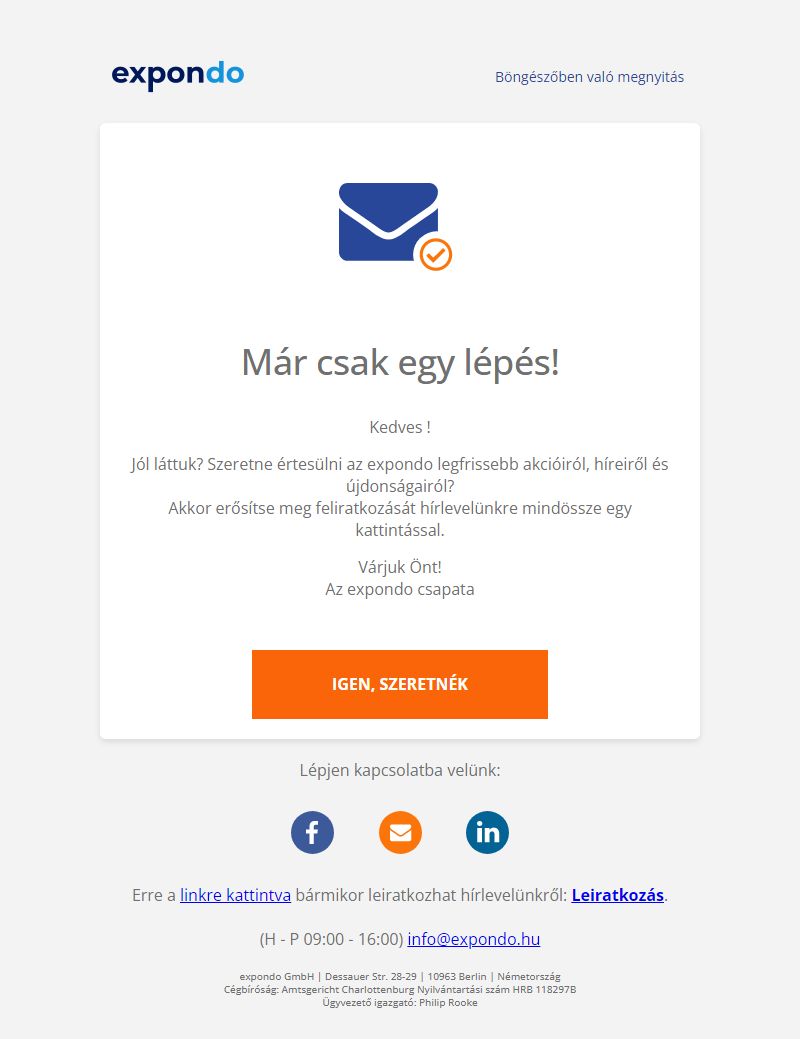 expondo
Böngészőben való megnyitás
Már csak egy lépés!
Kedves !
Jól láttuk? Szeretne értesülni az expondo legfrissebb akcióiról, híreiről és
újdonságairól?
Akkor erősítse meg feliratkozását hírlevelünkre mindössze egy
kattintással.
Várjuk Önt!
Az expondo csapata
IGEN, SZERETNÉK
Lépjen kapcsolatba velünk:
Erre a linkre kattintva bármikor leiratkozhat hírlevelünkről: Leiratkozás.
(H - P 09:00 - 16:00) info@expondo.hu
expondo GmbH | Dessauer Str. 28-29 | 10963 Berlin | Németország
Cégbíróság: Amtsgericht Charlottenburg Nyilvántartási szám HRB 118297B
Ügyvezető igazgató: Philip Rooke